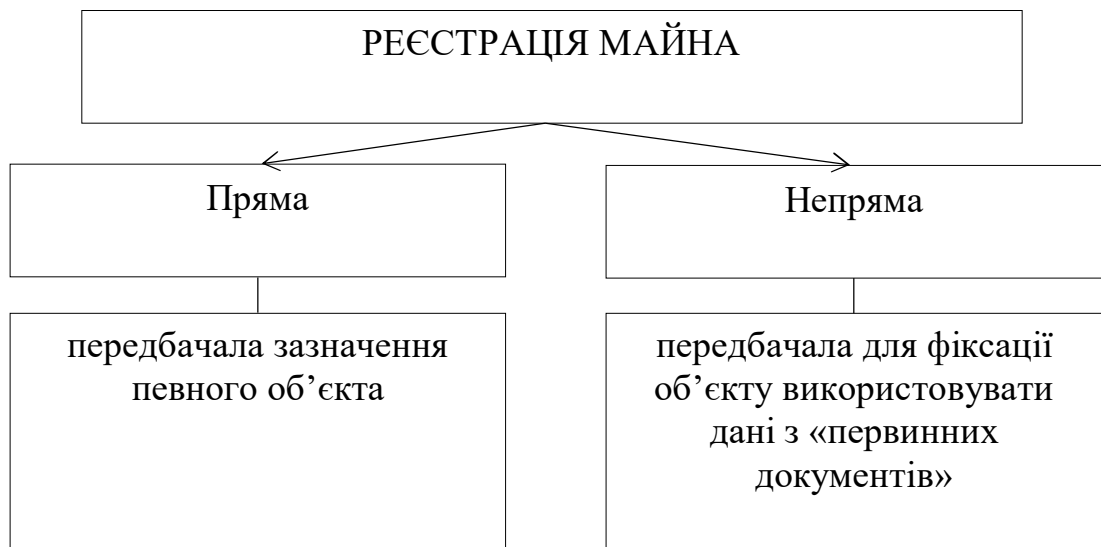 РЕЄСТРАЦІЯ МАЙНА
Пряма
Непряма
передбачала зазначення
певного об’єкта
передбачала для фіксації
об’єкту використовувати
дані з «первинних
документів»